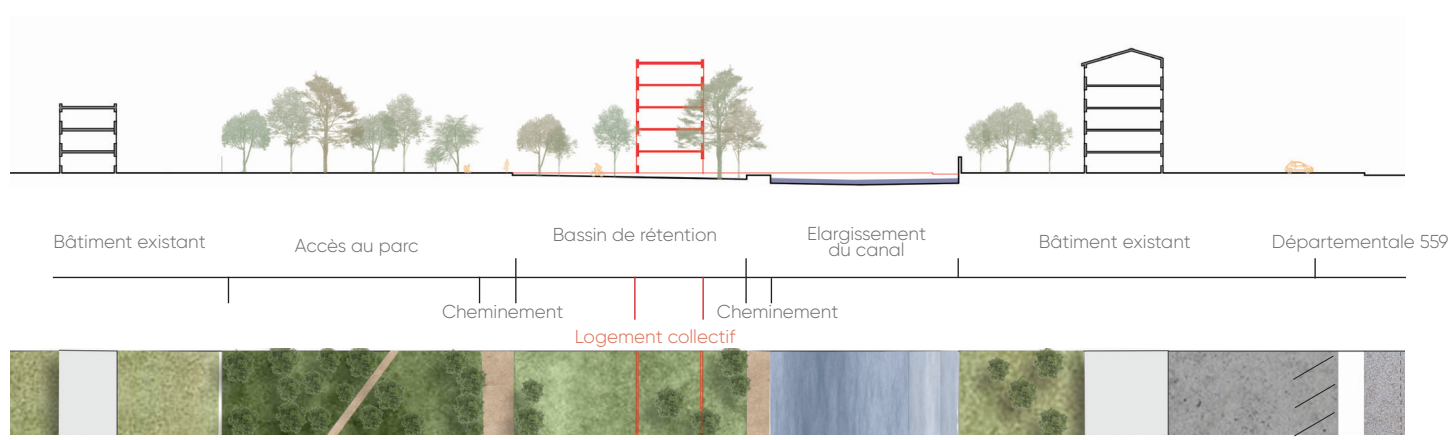 Bâtiment existant
Accès au parc
Bassin de rétention
Elargissement
du canal
Bâtiment existant
Départementale 559
Cheminement
Cheminement
Logement collectif